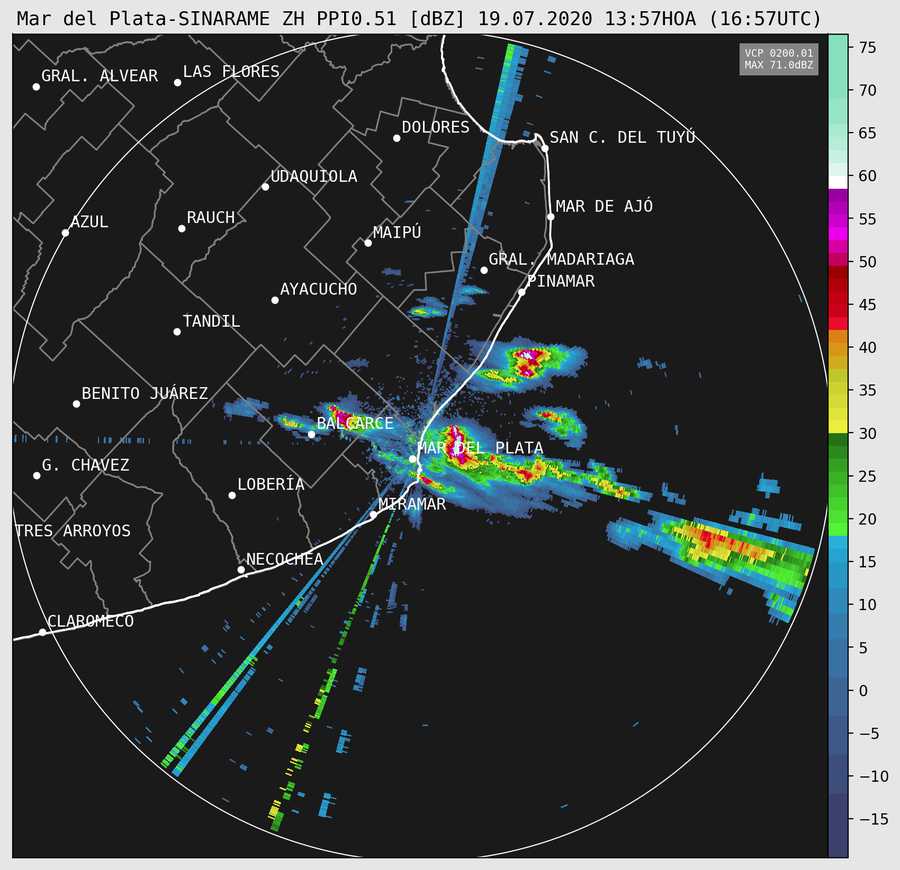 Mar del Plata-SINARAME ZH PPI0.51 [dBZ] 19.07.2020 13:57HOA (16:57UTC)
VCP 0200.01
MAX 71.0dBZ
GRAL. ALVEAR
LAS FLORES
DOLORES
SAN C. DEL TUYÚ
UDAQUIOLA
MAR DE AJÓ
RAUCH
AZUL
MAIPÚ
GRAL. MADARIAGA
PINAMAR
AYACUCHO
TANDIL
BENITO JUÁREZ
BALCARCE
MAR DEL PLATA
G. CHAVEZ
LOBERÍA
MIRAMAR
TRES ARROYOS
NECOCHEA
CLAROMECO
75
70
65
60
55
50
45
40
35
30
25
20
15
10
5
0
−5
−10
−15